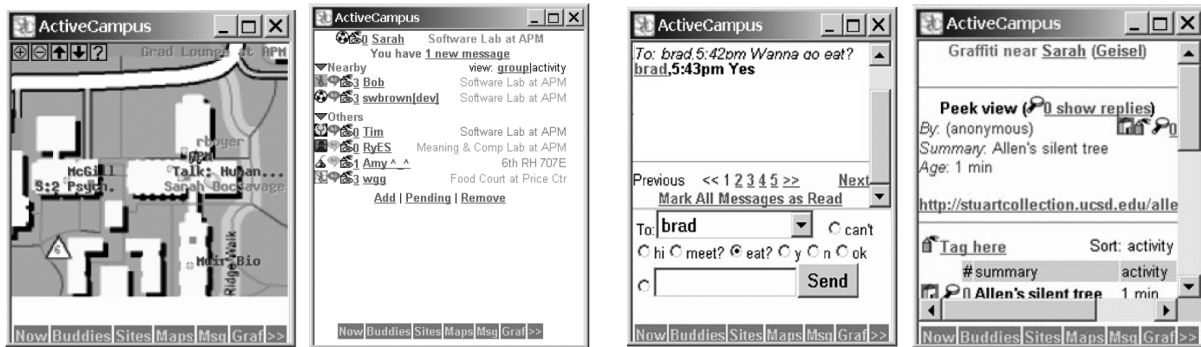 ActiveCampus
Grad Lounge at APM
rboyer
APM
McGill
Talk: Human...
S:2 Psych.
Sarah Bocksavage
6
Muir Bio
Ridge Walk
Now Buddies Sites Maps Msg Graf >>
ActiveCampus
0 Sarah Software Lab at APM
You have 1 new message
Nearby view: group|activity
3 Bob Software Lab at APM
3 swbrown[dev] Software Lab at APM
Others
0 Tim Software Lab at APM
0 RyES Meaning & Comp Lab at APM
1 Amy ^_^ 6th RH 707E
3 wgg Food Court at Price Ctr
Add | Pending | Remove
Now Buddies Sites Maps Msg Graf >>
ActiveCampus
To: brad,5:42pm Wanna go eat?
brad,5:43pm Yes
Previous << 1 2 3 4 5 >> Next
Mark All Messages as Read
To: brad can't
hi meet? eat? y n ok
Send
Now Buddies Sites Maps Msg Graf >>
ActiveCampus
Graffiti near Sarah (Geisel)
Peek view (0 show replies)
By: (anonymous) 0
Summary: Allen's silent tree
Age: 1 min
http://stuartcollection.ucsd.edu/alle
Tag here Sort: activity
# summary activity
0 Allen's silent tree 1 min
Now Buddies Sites Maps Msg Graf >>